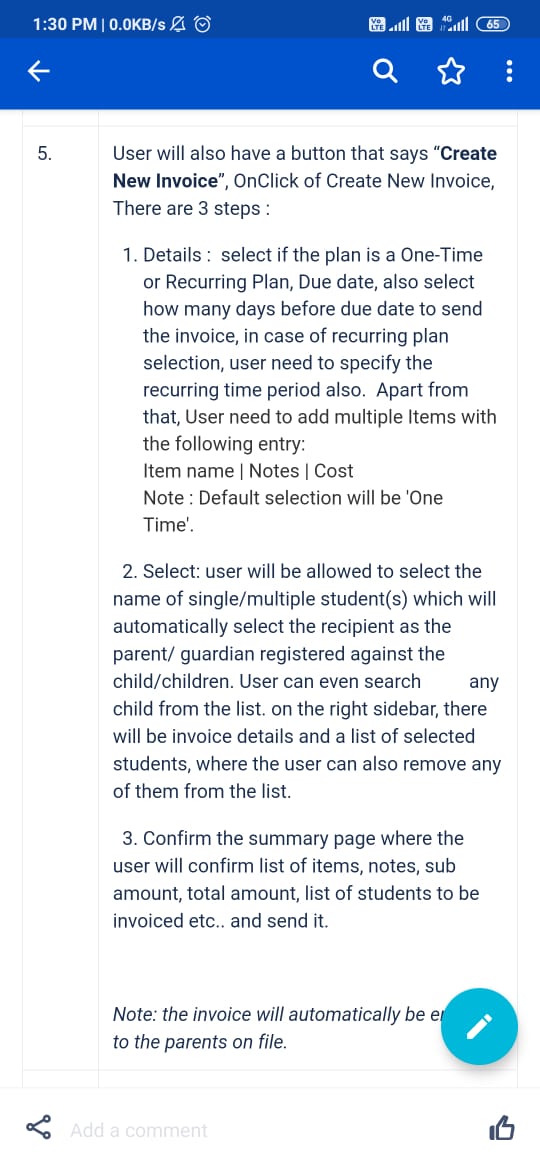 1:30 PM | 0.0KB/s
Vo LTE Vo LTE 4G 65
5.
User will also have a button that says “Create
New Invoice”, OnClick of Create New Invoice,
There are 3 steps :
1. Details :  select if the plan is a One-Time
or Recurring Plan, Due date, also select
how many days before due date to send
the invoice, in case of recurring plan
selection, user need to specify the
recurring time period also.  Apart from
that, User need to add multiple Items with
the following entry:
Item name | Notes | Cost
Note : Default selection will be 'One
Time'.
2. Select: user will be allowed to select the
name of single/multiple student(s) which will
automatically select the recipient as the
parent/ guardian registered against the
child/children. User can even search any
child from the list. on the right sidebar, there
will be invoice details and a list of selected
students, where the user can also remove any
of them from the list.
3. Confirm the summary page where the
user will confirm list of items, notes, sub
amount, total amount, list of students to be
invoiced etc.. and send it.
Note: the invoice will automatically be
to the parents on file.
Add a comment